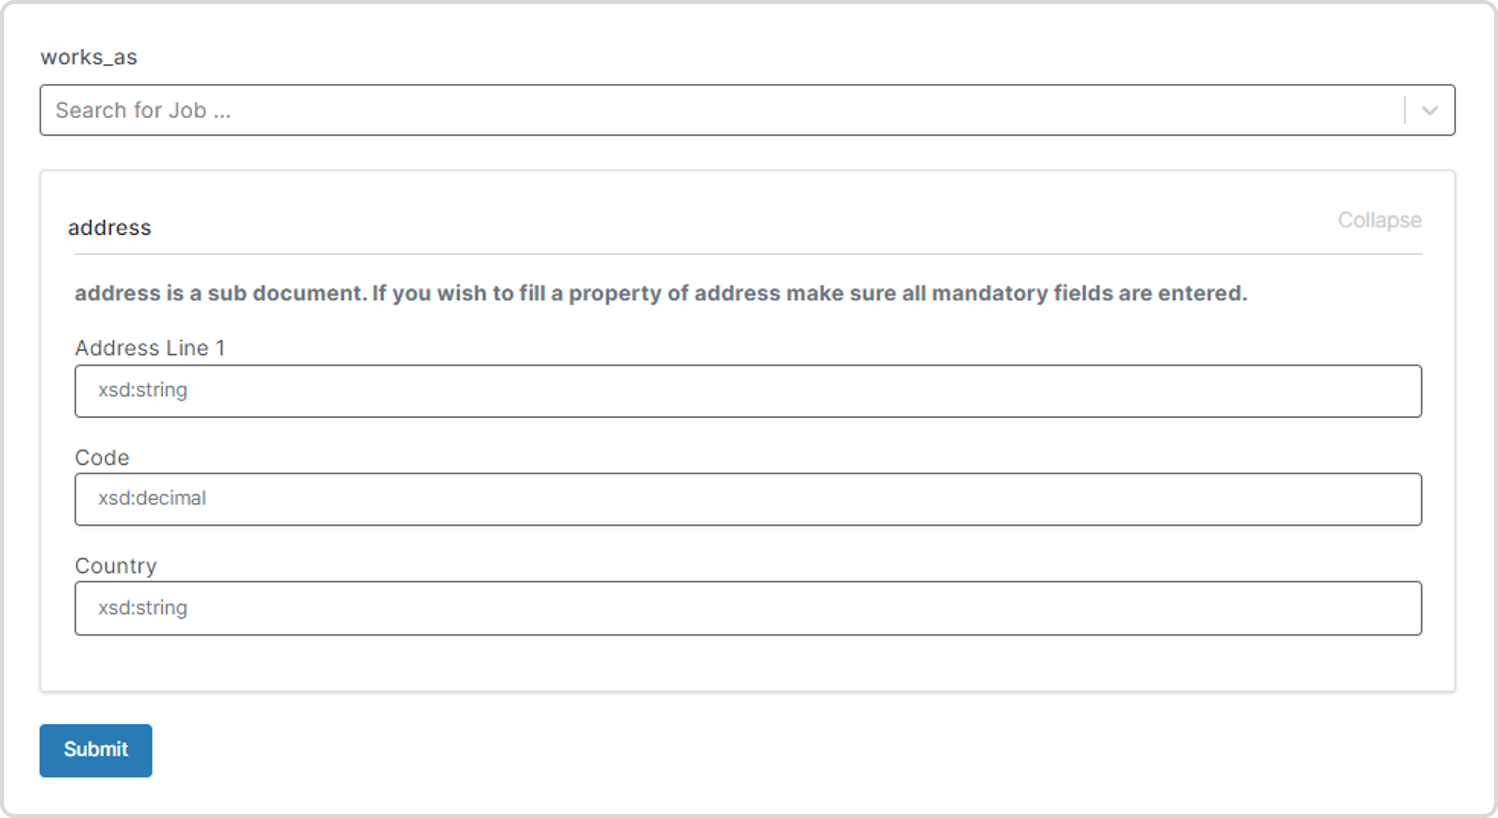 works_as
Search for Job ...
address
Collapse
address is a sub document. If you wish to fill a property of address make sure all mandatory fields are entered.
Address Line 1
xsd:string
Code
xsd:decimal
Country
xsd:string
Submit